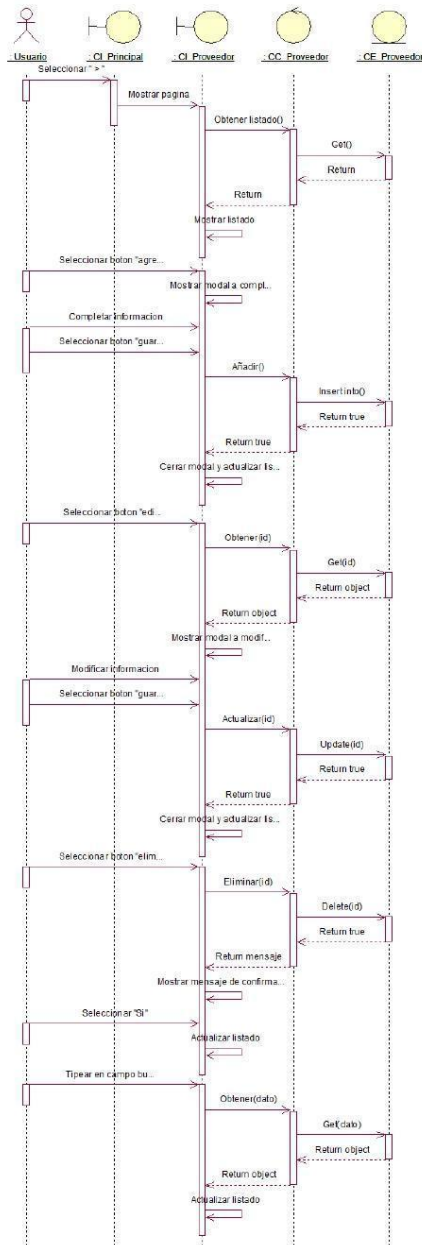 : Usuario
: CI_Principal
: CI_Proveedor
: CC_Proveedor
: CE_Proveedor
Seleccionar " > "
Mostrar pagina
Obtener listado()
Get()
Return
Return
Mostrar listado
Seleccionar boton "agre...
Mostrar modal a compl...
Completar informacion
Seleccionar boton "guar...
Añadir()
Insert into()
Return true
Return true
Cerrar modal y actualizar lis...
Seleccionar boton "edi...
Obtener(id)
Get(id)
Return object
Return object
Mostrar modal a modif...
Modificar informacion
Seleccionar boton "guar...
Actualizar(id)
Update(id)
Return true
Return true
Cerrar modal y actualizar lis...
Seleccionar boton "elim...
Eliminar(id)
Delete(id)
Return true
Return mensaje
Mostrar mensaje de confirma...
Seleccionar "Si"
Actualizar listado
Tipear en campo bu...
Obtener(dato)
Get(dato)
Return object
Return object
Actualizar listado